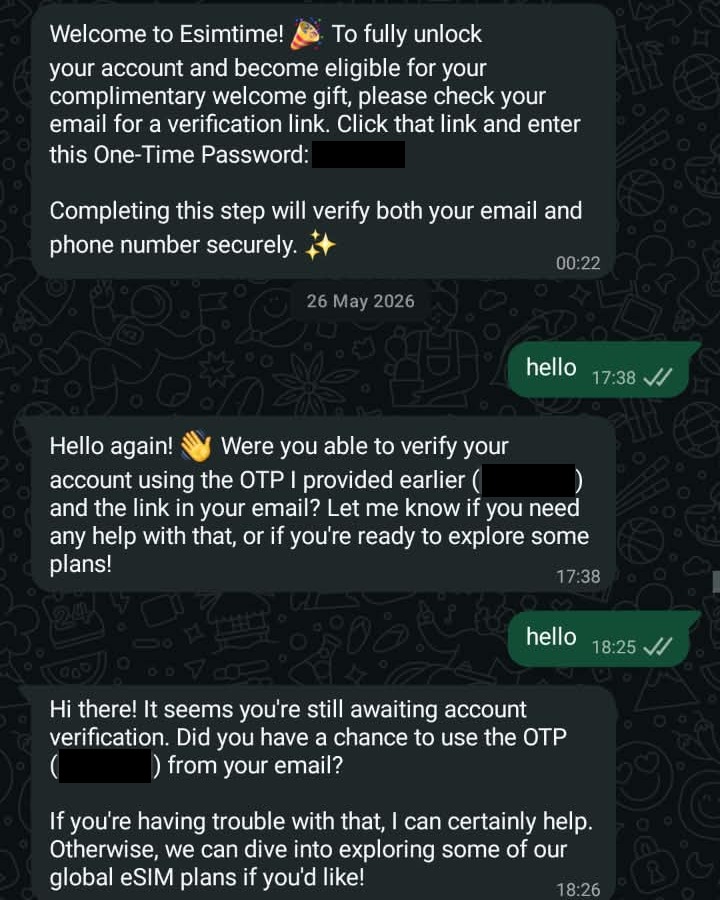 Welcome to Esimtime! 🎉 To fully unlock
your account and become eligible for your
complimentary welcome gift, please check your
email for a verification link. Click that link and enter
this One-Time Password:
Completing this step will verify both your email and
phone number securely. ✨
00:22
26 May 2026
hello 17:38
Hello again! 👋 Were you able to verify your
account using the OTP I provided earlier ( )
and the link in your email? Let me know if you need
any help with that, or if you're ready to explore some
plans!
17:38
hello 18:25
Hi there! It seems you're still awaiting account
verification. Did you have a chance to use the OTP
( ) from your email?
If you're having trouble with that, I can certainly help.
Otherwise, we can dive into exploring some of our
global eSIM plans if you'd like!
18:26